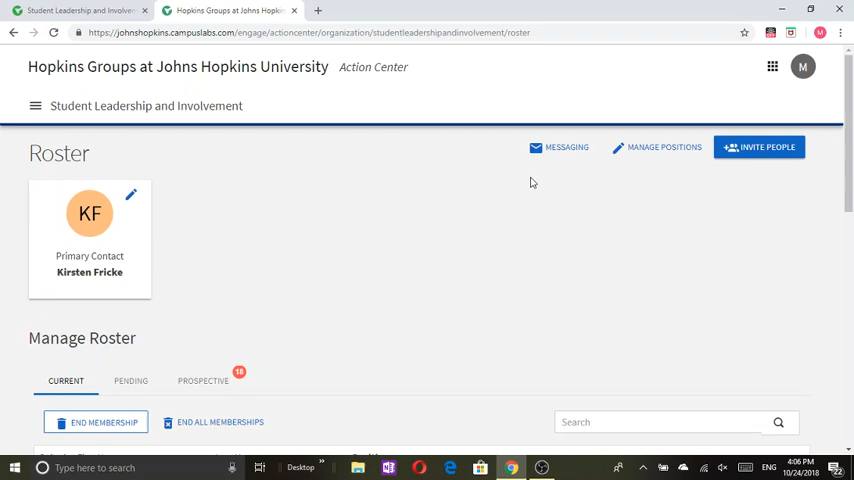 Student Leadership and Involvem
Hopkins Groups at Johns Hopkin
https://johnshopkins.campuslabs.com/engage/actioncenter/organization/studentleadershipandinvolvement/roster
M
Hopkins Groups at Johns Hopkins University Action Center
M
Student Leadership and Involvement
Roster
MESSAGING
MANAGE POSITIONS
INVITE PEOPLE
KF
Primary Contact
Kirsten Fricke
Manage Roster
18
CURRENT
PENDING
PROSPECTIVE
END MEMBERSHIP
END ALL MEMBERSHIPS
Search
Type here to search
Desktop
ENG
4:06 PM
10/24/2018
22